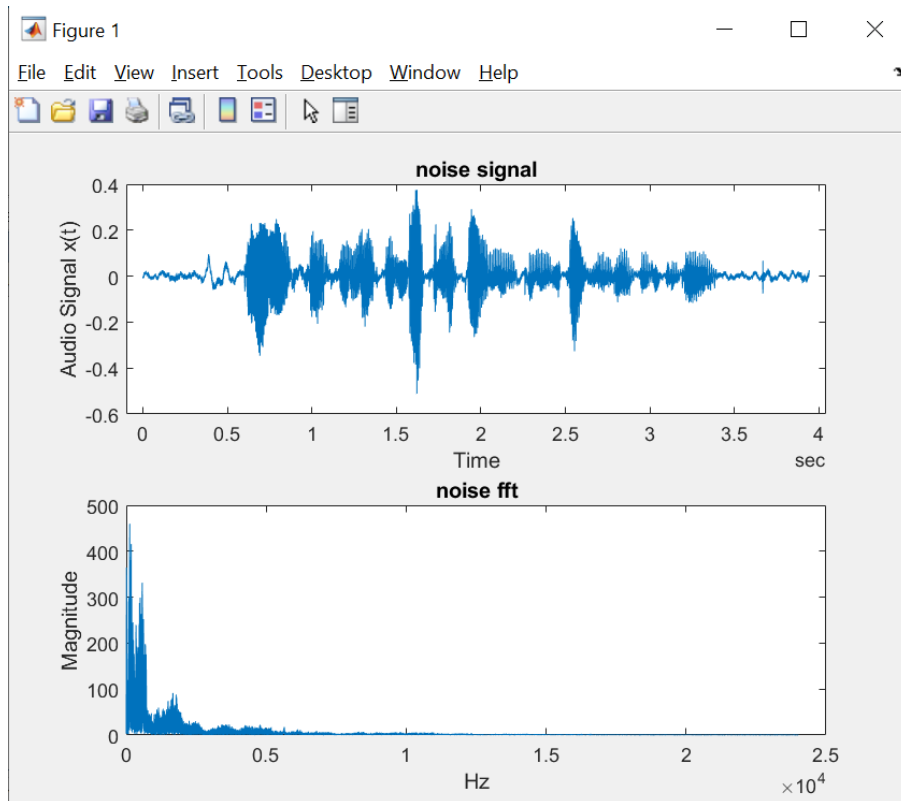 Figure 1
File Edit View Insert Tools Desktop Window Help
noise signal
Audio Signal x(t)
0.4
0.2
0
-0.2
-0.4
-0.6
0 0.5 1 1.5 2 2.5 3 3.5 4
Time
sec
noise fft
Magnitude
500
400
300
200
100
0
0 0.5 1 1.5 2 2.5
Hz
×10⁴